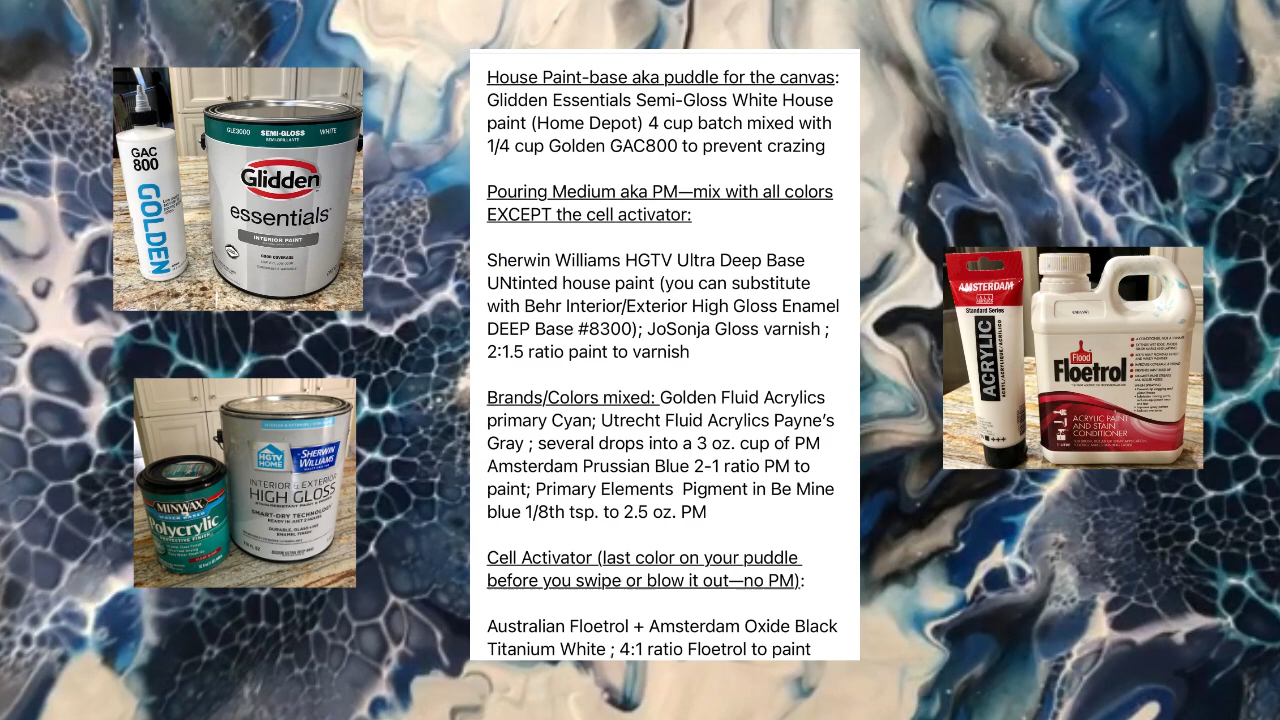 House Paint-base aka puddle for the canvas:
Glidden Essentials Semi-Gloss White House
paint (Home Depot) 4 cup batch mixed with
1/4 cup Golden GAC800 to prevent crazing
Pouring Medium aka PM—mix with all colors
EXCEPT the cell activator:
Sherwin Williams HGTV Ultra Deep Base
UNtinted house paint (you can substitute
with Behr Interior/Exterior High Gloss Enamel
DEEP Base #8300); JoSonja Gloss varnish ;
2:1.5 ratio paint to varnish
Brands/Colors mixed: Golden Fluid Acrylics
primary Cyan; Utrecht Fluid Acrylics Payne’s
Gray ; several drops into a 3 oz. cup of PM
Amsterdam Prussian Blue 2-1 ratio PM to
paint; Primary Elements Pigment in Be Mine
blue 1/8th tsp. to 2.5 oz. PM
Cell Activator (last color on your puddle
before you swipe or blow it out—no PM):
Australian Floetrol + Amsterdam Oxide Black
Titanium White ; 4:1 ratio Floetrol to paint
GAC
800
GOLDEN
GLE3000 SEMI-GLOSS WHITE
SEMI-BRILLANTE
Glidden
essentials
INTERIOR PAINT
MINWAX
Polycrylic
PROTECTIVE FINISH
HGTV
HOME
SHERWIN
WILLIAMS
INTERIOR & EXTERIOR
HIGH GLOSS
SMART-DRY TECHNOLOGY
AMSTERDAM
Standard Series
ACRYLIC
Flood
Floetrol
ACRYLIC PAINT
AND STAIN
CONDITIONER